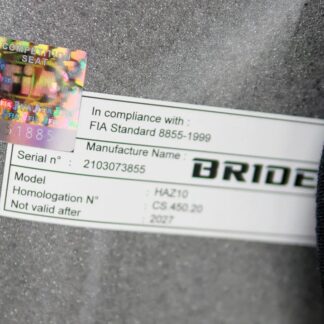 COMPETITION
SEAT
51885
In compliance with :
FIA Standard 8855-1999
Manufacture Name :
BRIDE
Serial n° : 2103073855
Model : HAZ10
Homologation N° : CS.450.20
Not valid after : 2027